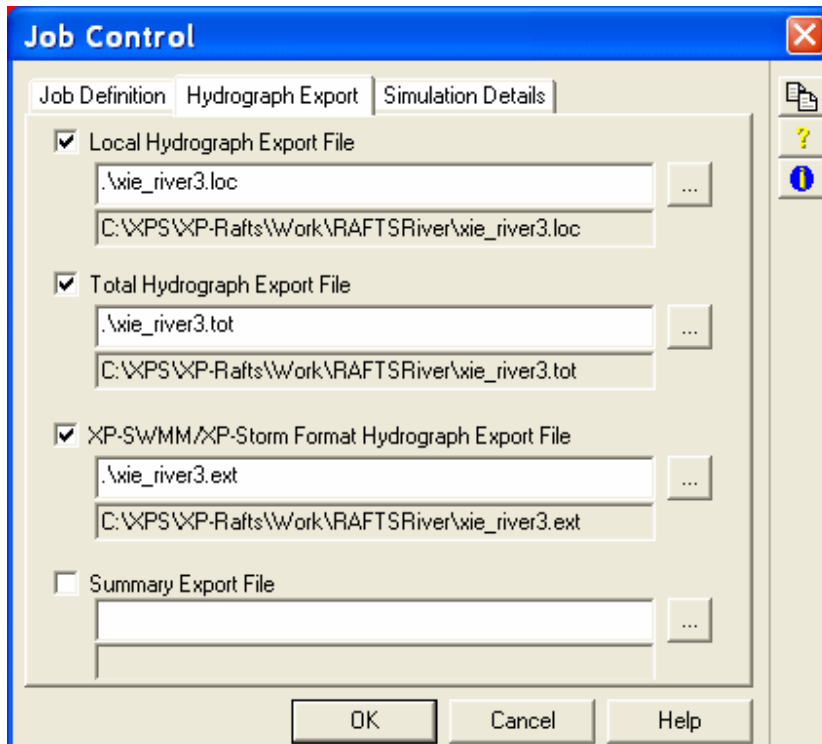 Job Control
Job Definition Hydrograph Export Simulation Details
Local Hydrograph Export File
.\xie_river3.loc
...
C:\XPS\XP-Rafts\Work\RAFTSRiver\xie_river3.loc
Total Hydrograph Export File
.\xie_river3.tot
...
C:\XPS\XP-Rafts\Work\RAFTSRiver\xie_river3.tot
XP-SWMM/XP-Storm Format Hydrograph Export File
.\xie_river3.ext
...
C:\XPS\XP-Rafts\Work\RAFTSRiver\xie_river3.ext
Summary Export File
...
OK Cancel Help